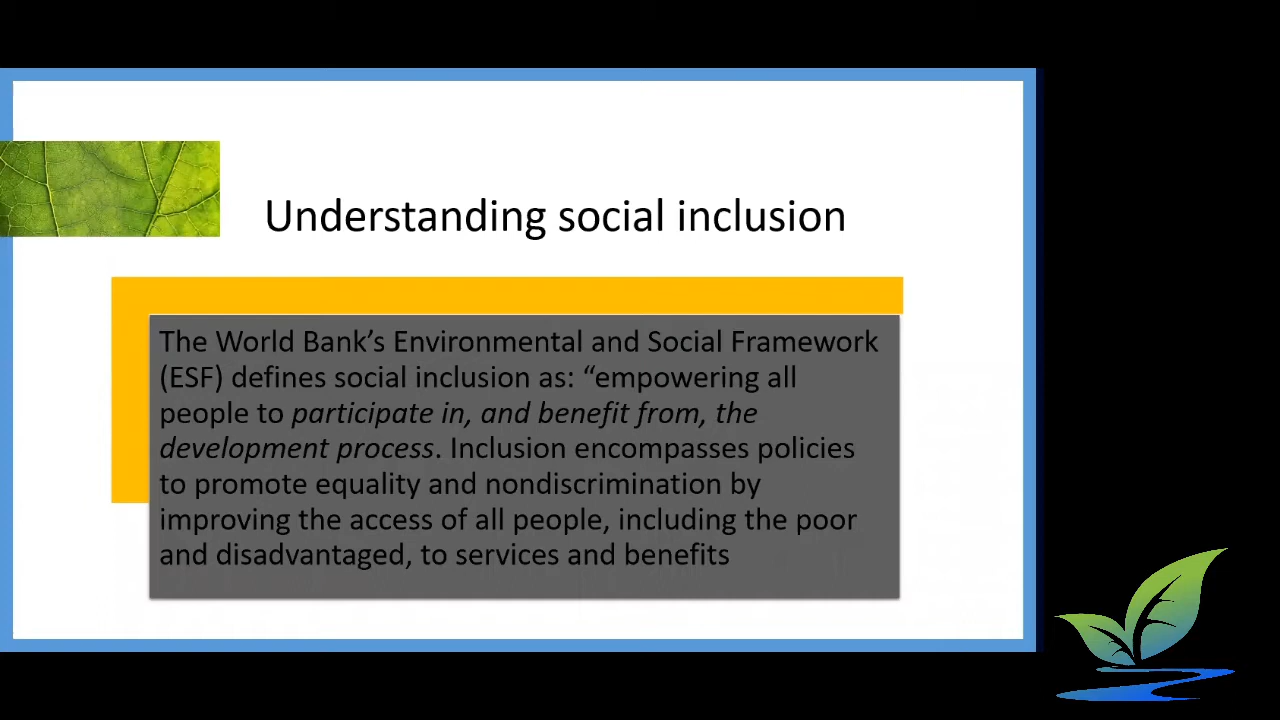 Understanding social inclusion
The World Bank’s Environmental and Social Framework
(ESF) defines social inclusion as: “empowering all
people to participate in, and benefit from, the
development process. Inclusion encompasses policies
to promote equality and nondiscrimination by
improving the access of all people, including the poor
and disadvantaged, to services and benefits